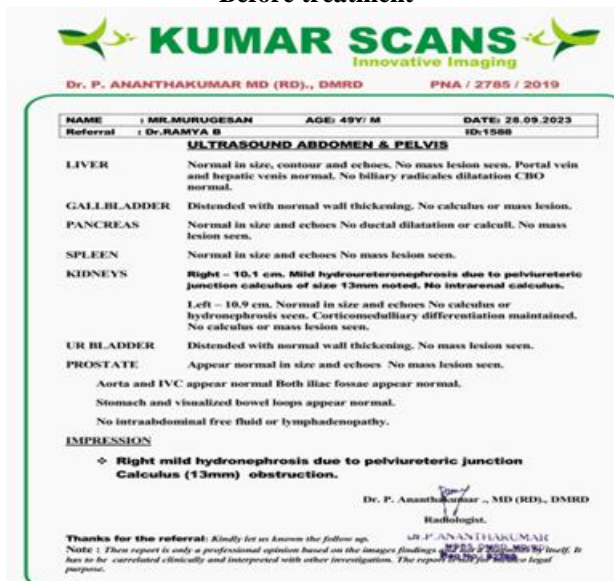 Before treatment
KUMAR SCANS
Innovative Imaging
Dr. P. ANANTHAKUMAR MD (RD)., DMRD PNA / 2785 / 2019
NAME : MR.MURUGESAN AGE: 49Y/ M DATE: 28.09.2023
Referral : Dr.RAMYA B ID:1588
ULTRASOUND ABDOMEN & PELVIS
LIVER Normal in size, contour and echoes. No mass lesion seen. Portal vein
and hepatic venis normal. No biliary radicales dilatation CBO
normal.
GALLBLADDER Distended with normal wall thickening. No calculus or mass lesion.
PANCREAS Normal in size and echoes No ductal dilatation or calcull. No mass
lesion seen.
SPLEEN Normal in size and echoes No mass lesion seen.
KIDNEYS Right – 10.1 cm. Mild hydroureteronephrosis due to pelviureteric
junction calculus of size 13mm noted. No intrarenal calculus.
Left – 10.9 cm. Normal in size and echoes No calculus or
hydronephrosis seen. Corticomedulliary differentiation maintained.
No calculus or mass lesion seen.
UR BLADDER Distended with normal wall thickening. No mass lesion seen.
PROSTATE Appear normal in size and echoes No mass lesion seen.
Aorta and IVC appear normal Both iliac fossae appear normal.
Stomach and visualized bowel loops appear normal.
No intraabdominal free fluid or lymphadenopathy.
IMPRESSION
❖ Right mild hydronephrosis due to pelviureteric junction
Calculus (13mm) obstruction.
Dr. P. Ananthakumar ., MD (RD)., DMRD
Radiologist.
Thanks for the referral: Kindly let us known the follow up. Dr.P.ANANTHAKUMAR
Note : Then report is only a professional opinion based on the images findings by itself. It
has to be carrelated clinically and interpreted with other investigation. The report is not for legal
purpose.